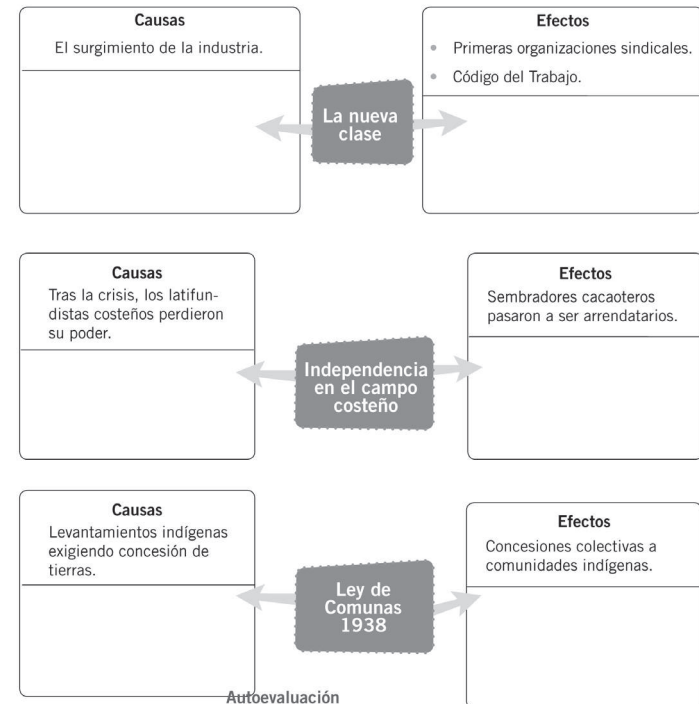 Causas
El surgimiento de la industria.
La nueva
clase
Efectos
• Primeras organizaciones sindicales.
• Código del Trabajo.
Causas
Tras la crisis, los latifun-
distas costeños perdieron
su poder.
Independencia
en el campo
costeño
Efectos
Sembradores cacaoteros
pasaron a ser arrendatarios.
Causas
Levantamientos indígenas
exigiendo concesión de
tierras.
Ley de
Comunas
1938
Efectos
Concesiones colectivas a
comunidades indígenas.
Autoevaluación